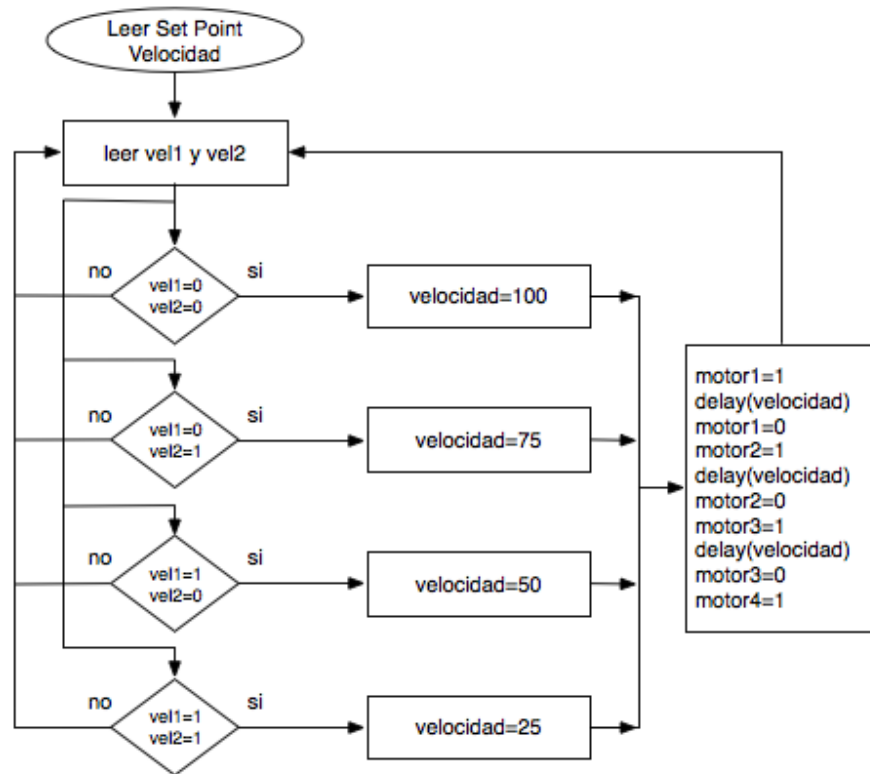 Leer Set Point
Velocidad
leer vel1 y vel2
no
vel1=0
vel2=0
si
velocidad=100
no
vel1=0
vel2=1
si
velocidad=75
no
vel1=1
vel2=0
si
velocidad=50
no
vel1=1
vel2=1
si
velocidad=25
motor1=1
delay(velocidad)
motor1=0
motor2=1
delay(velocidad)
motor2=0
motor3=1
delay(velocidad)
motor3=0
motor4=1